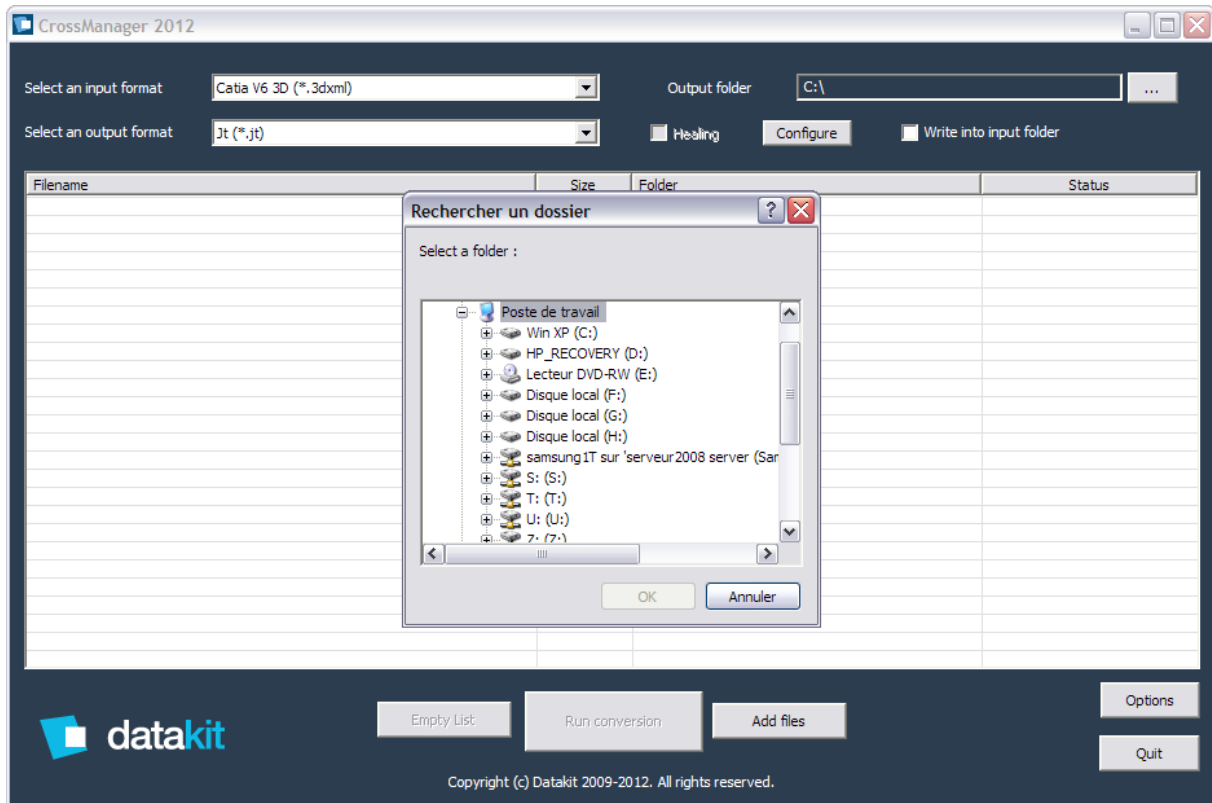 CrossManager 2012
Select an input format
Catia V6 3D (*.3dxml)
Output folder
C:\
...
Select an output format
Jt (*.jt)
Healing
Configure
Write into input folder
Filename
Size
Folder
Status
Rechercher un dossier
?
Select a folder :
Poste de travail
Win XP (C:)
HP_RECOVERY (D:)
Lecteur DVD-RW (E:)
Disque local (F:)
Disque local (G:)
Disque local (H:)
samsung1T sur 'serveur2008 server (Sar
S: (S:)
T: (T:)
U: (U:)
Z: (Z:)
OK
Annuler
datakit
Empty List
Run conversion
Add files
Options
Quit
Copyright (c) Datakit 2009-2012. All rights reserved.